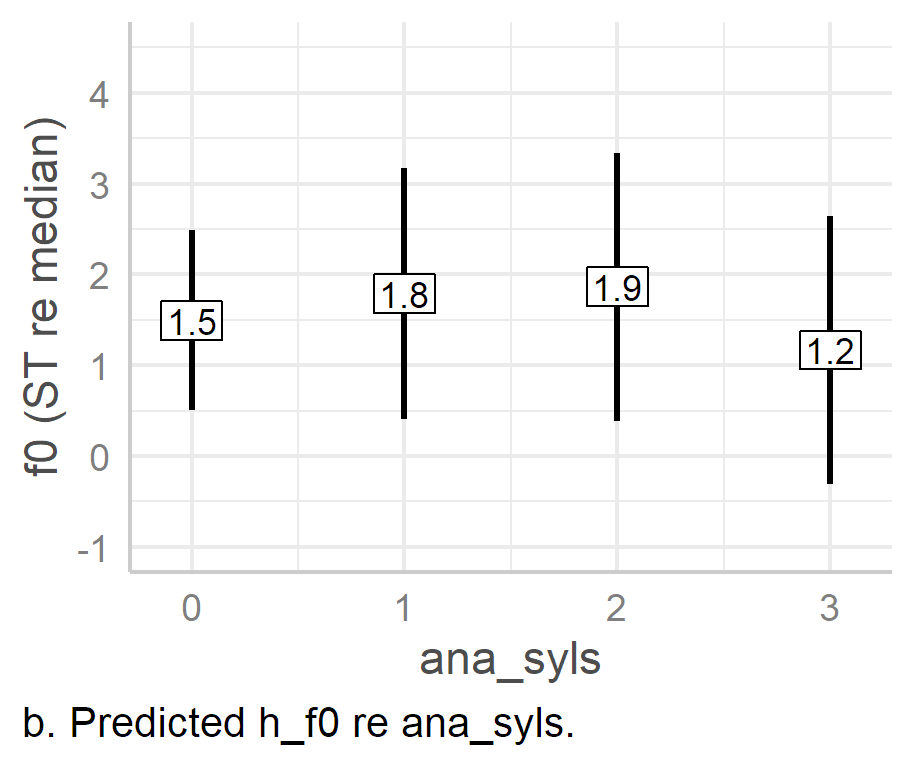 f0 (ST re median)
4
3
2
1
0
-1
1.5
1.8
1.9
1.2
0 1 2 3
ana_syls
b. Predicted h_f0 re ana_syls.